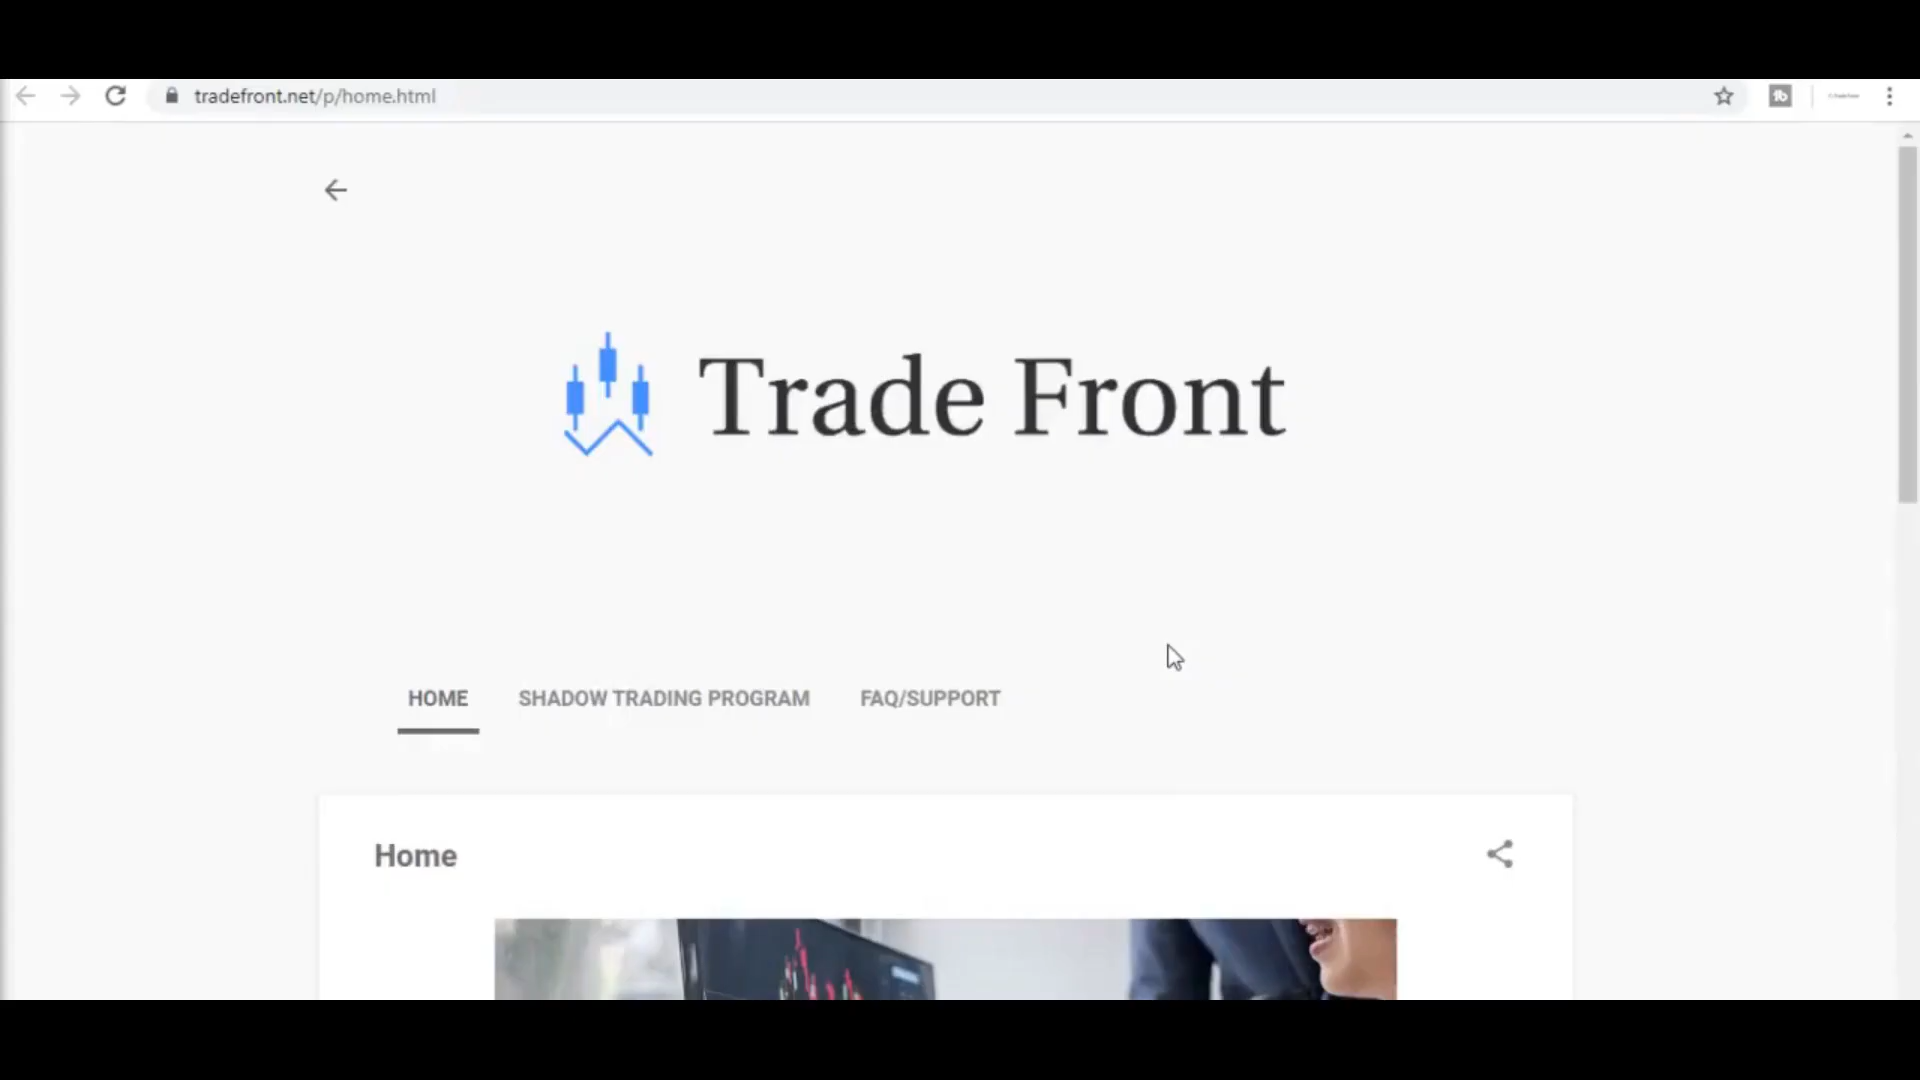 tradefront.net/p/home.html
Trade Front
HOME SHADOW TRADING PROGRAM FAQ/SUPPORT
Home